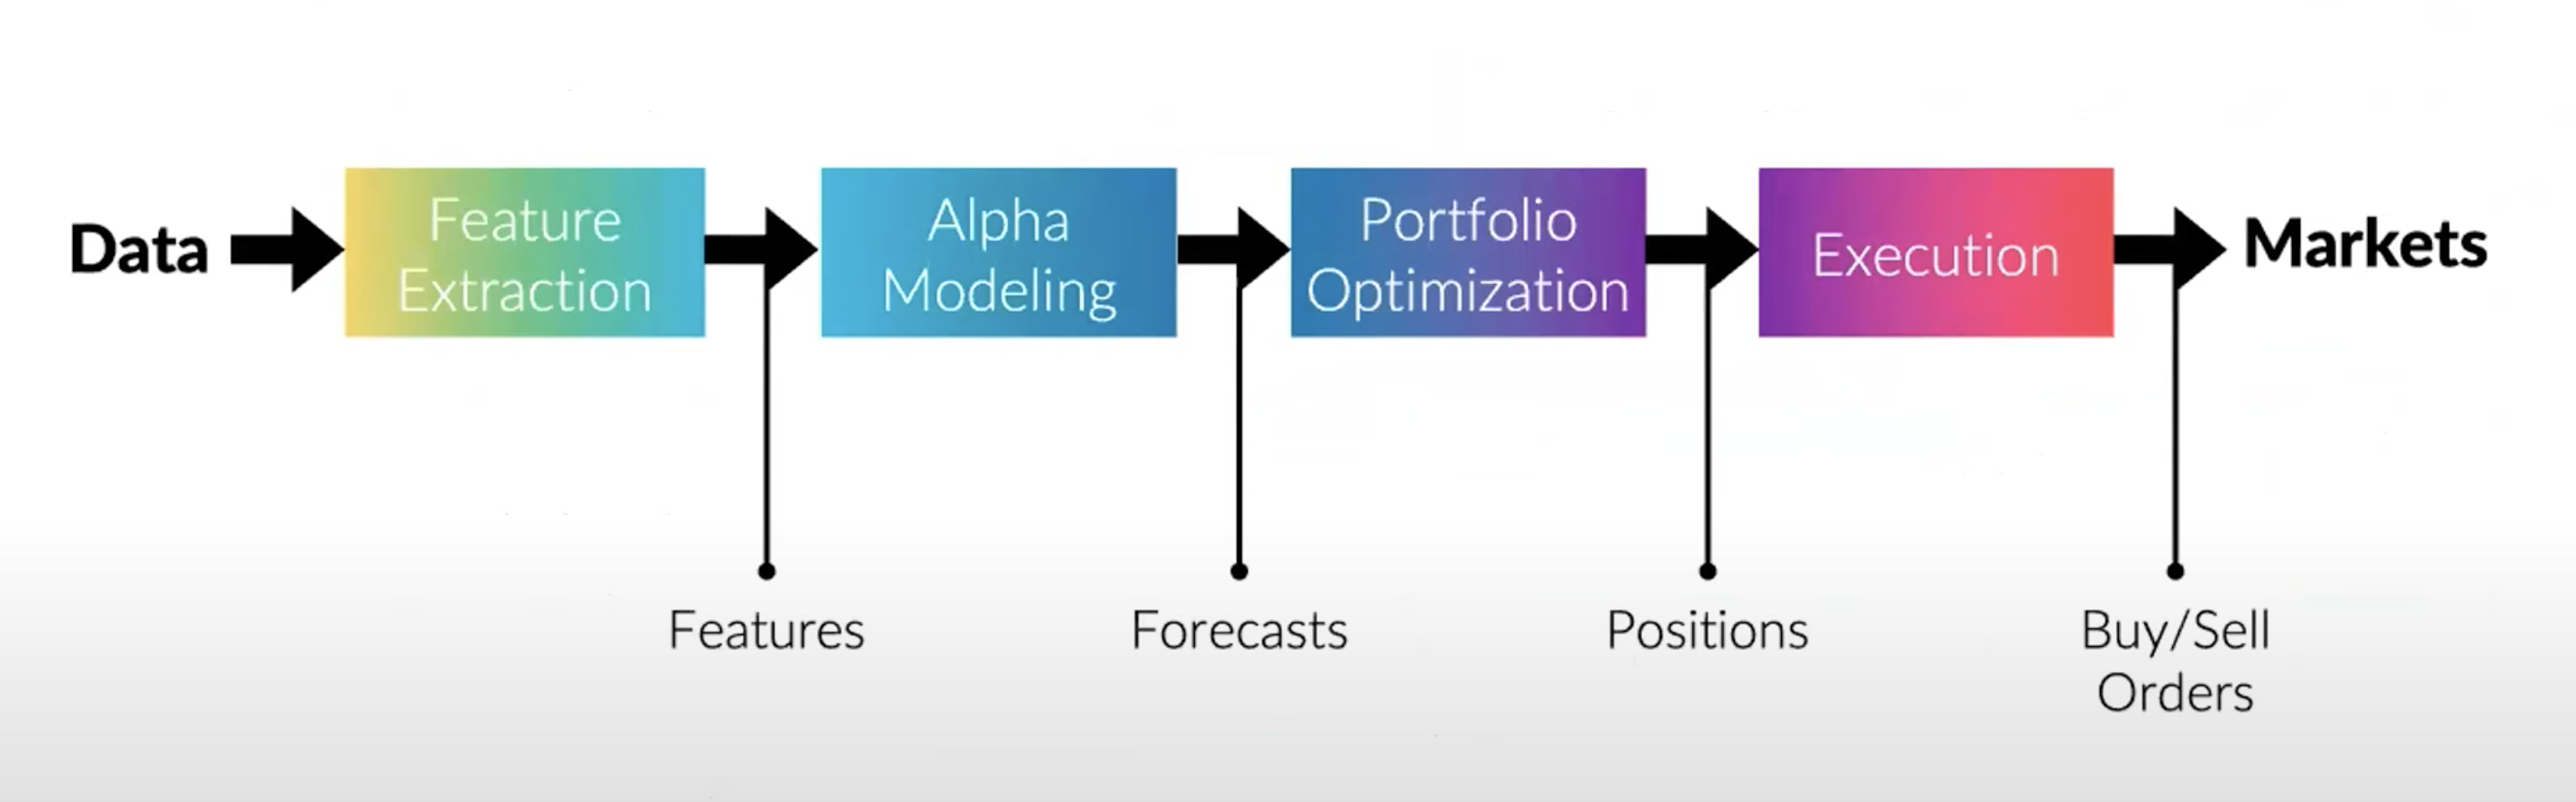 Data
Feature
Extraction
Alpha
Modeling
Portfolio
Optimization
Execution
Markets
Features
Forecasts
Positions
Buy/Sell
Orders